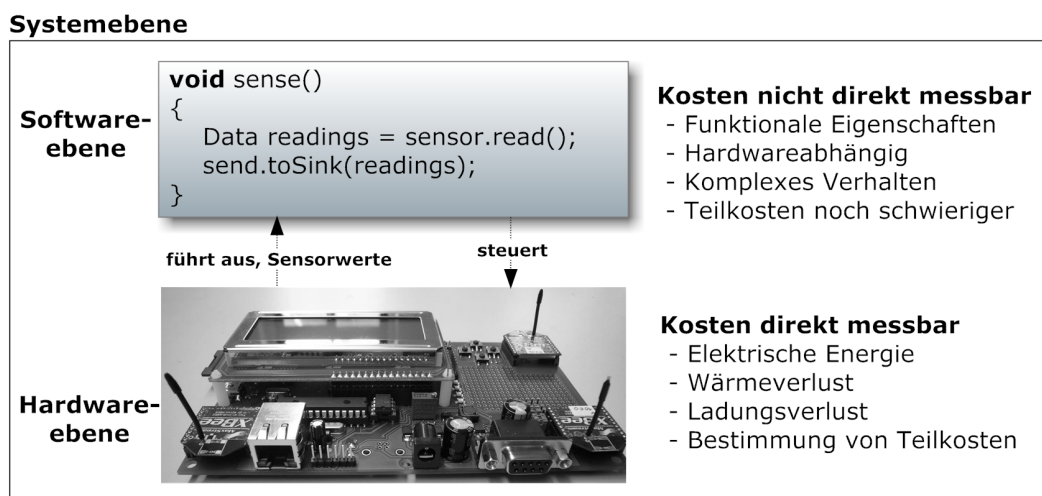 Systemebene
Software-
ebene
void sense()
{
Data readings = sensor.read();
send.toSink(readings);
}
Kosten nicht direkt messbar
- Funktionale Eigenschaften
- Hardwareabhängig
- Komplexes Verhalten
- Teilkosten noch schwieriger
führt aus, Sensorwerte
steuert
Hardware-
ebene
XBee
XBee
Kosten direkt messbar
- Elektrische Energie
- Wärmeverlust
- Ladungsverlust
- Bestimmung von Teilkosten